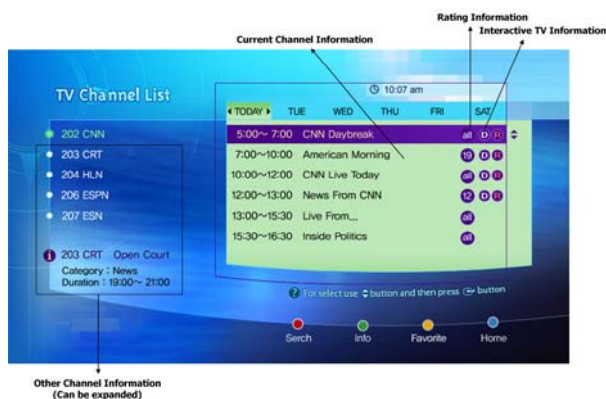 Rating Information
Interactive TV Information
Current Channel Information
TV Channel List
10:07 am
TODAY TUE WED THU FRI SAT
202 CNN
203 CRT
204 HLN
206 ESPN
207 ESN
5:00~ 7:00 CNN Daybreak all D R
7:00~10:00 American Morning 19 D R
10:00~12:00 CNN Live Today all D R
12:00~13:00 News From CNN 12 D R
13:00~15:30 Live From,,, all
15:30~16:30 Inside Politics all
i 203 CRT Open Court
Category : News
Duration : 19:00~ 21:00
? For select use button and then press button
Serch Info Favorite Home
Other Channel Information
(Can be expanded)